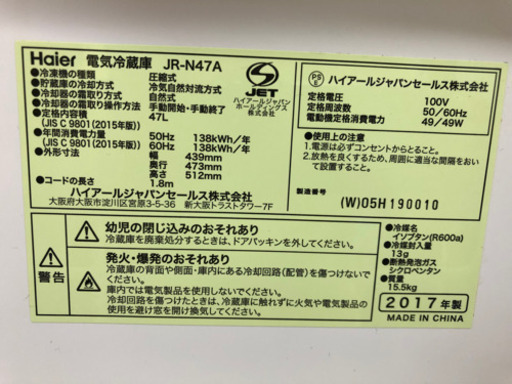 Haier 電気冷蔵庫 JR-N47A
●冷凍機の種類 圧縮式
●貯蔵庫の冷却方式 冷気自然対流方式
●冷却器の霜取り方式 自然式
●冷却器の霜取り操作方法 手動開始・手動終了
●定格内容積 47L
(JIS C 9801(2015年版))
●年間消費電力量 50Hz 138kWh/年
(JIS C 9801(2015年版)) 60Hz 138kWh/年
●外形寸法 幅 439mm
奥行 473mm
高さ 512mm
●コードの長さ 1.8m
ハイアールジャパンセールス株式会社
大阪府大阪市淀川区宮原3-5-36 新大阪トラストタワー7F
S
JET
ハイアールジャパン
ホールディングス
株式会社
PS
E
ハイアールジャパンセールス株式会社
定格電圧 100V
定格周波数 50/60Hz
電動機定格消費電力 49/49W
●使用上の注意
1.電源は必ずコンセントからとること。
2.放熱を良くするため、周囲に適当な間隔をおい
て設置すること。
製造番号
(W)05H190010
警告
幼児の閉じ込みのおそれあり
冷蔵庫を廃棄処分するときは、ドアパッキンを外してください。
発火・爆発のおそれあり
冷蔵庫の背面や側面・庫内にある冷却回路(配管)を傷つけないで
ください。
庫内では電気製品を使用しないでください。
冷却回路を傷つけたときは、冷蔵庫に触れずに火気や電気製品の
使用を避け窓を開けて換気してください。
●冷媒名
イソブタン(R600a)
●冷媒封入量
13g
●断熱発泡ガス
シクロペンタン
●質量
15.5kg
2017年製
MADE IN CHINA